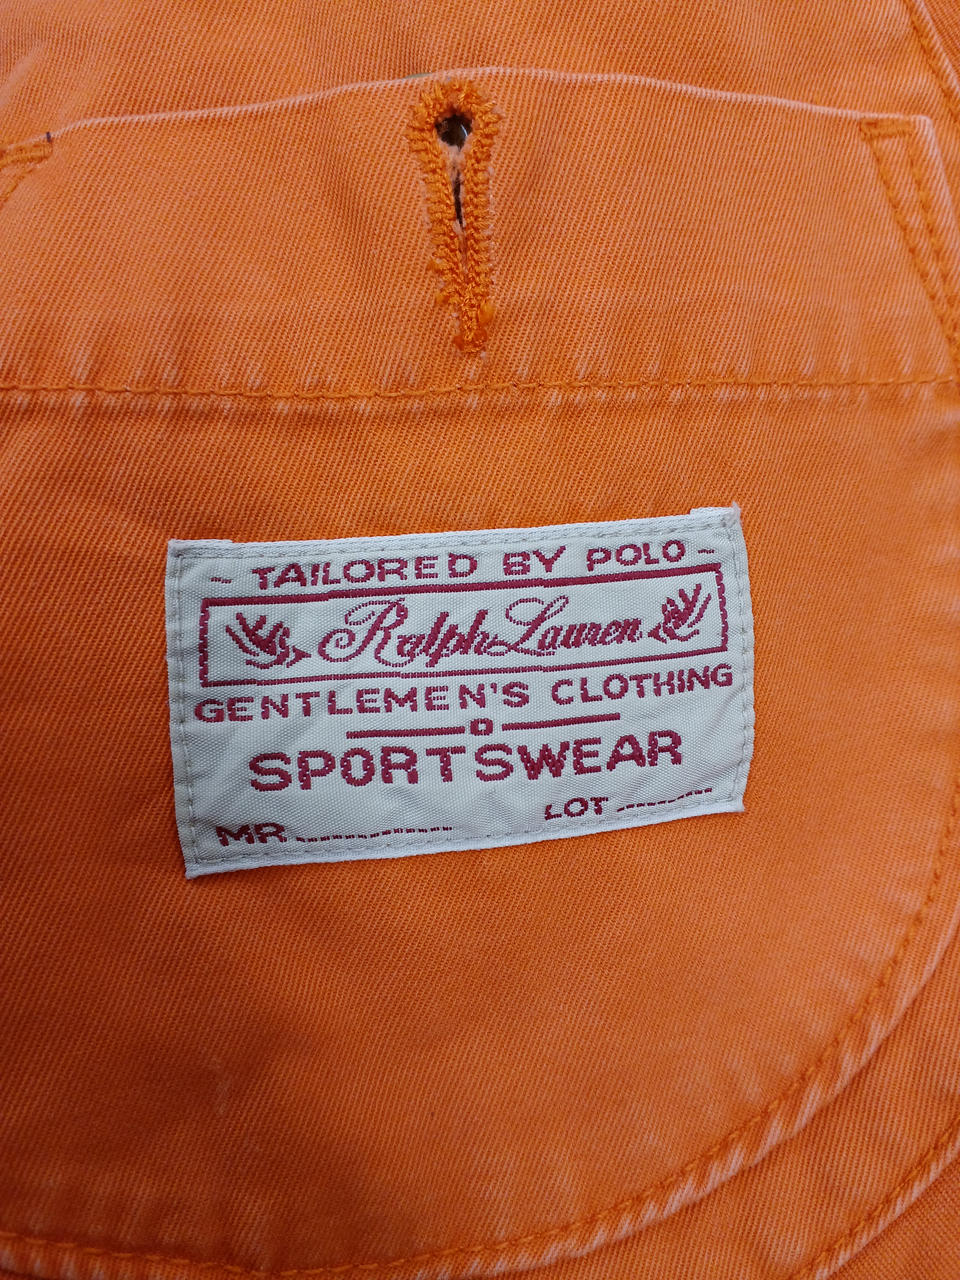 - TAILORED BY POLO -
Ralph Lauren
GENTLEMEN'S CLOTHING
SPORTSWEAR
MR ............... LOT ..........